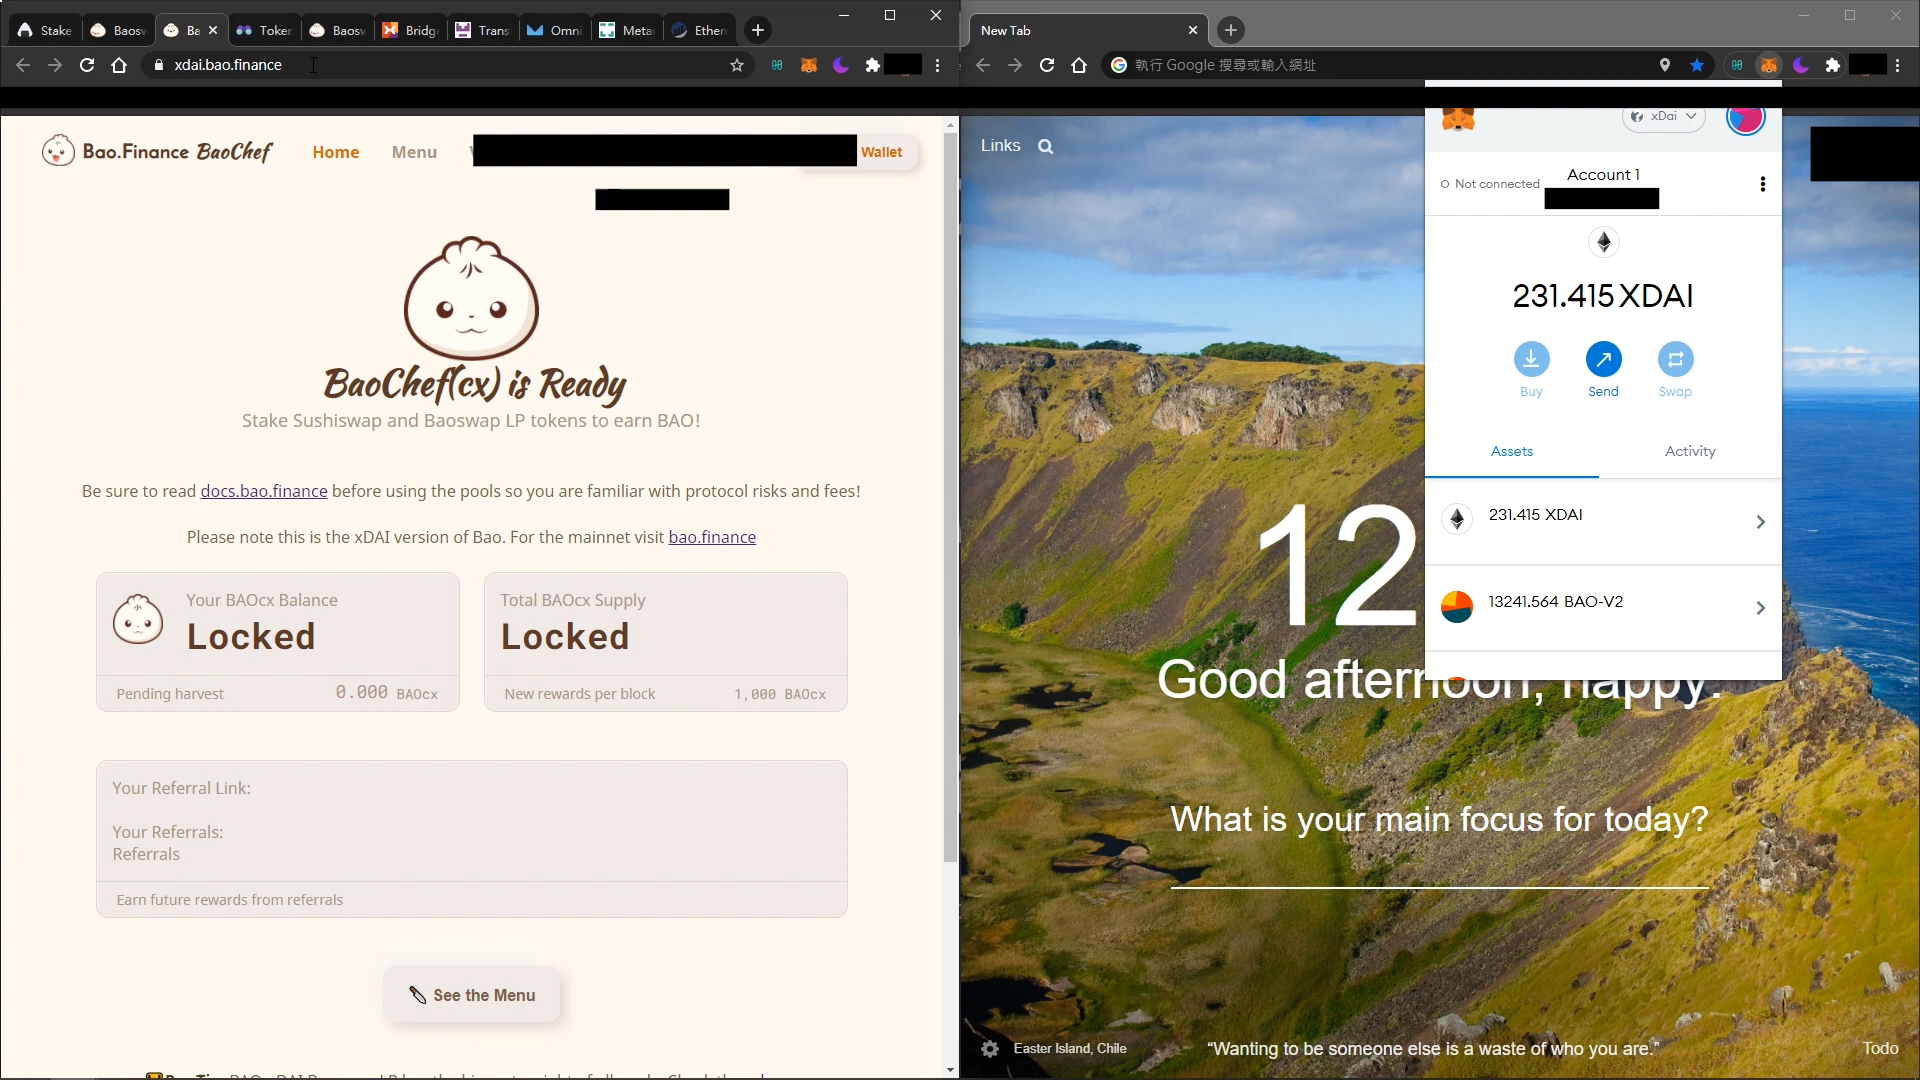 Stake
Baosw
Ba
Token
Baosw
Bridg
Trans
Omni
Meta
Ether
xdai.bao.finance
Bao.Finance BaoChef
Home
Menu
Wallet
BaoChef(cx) is Ready
Stake Sushiswap and Baoswap LP tokens to earn BAO!
Be sure to read docs.bao.finance before using the pools so you are familiar with protocol risks and fees!
Please note this is the xDAI version of Bao. For the mainnet visit bao.finance
Your BAOcx Balance
Locked
Pending harvest
0.000 BAOcx
Total BAOcx Supply
Locked
New rewards per block
1,000 BAOcx
Your Referral Link:
Your Referrals:
Referrals
Earn future rewards from referrals
See the Menu
New Tab
執行 Google 搜尋或輸入網址
Links
xDai
Not connected
Account 1
231.415 XDAI
Buy
Send
Swap
Assets
Activity
231.415 XDAI
13241.564 BAO-V2
12
Good afternoon, happy.
What is your main focus for today?
Easter Island, Chile
“Wanting to be someone else is a waste of who you are.”
Todo